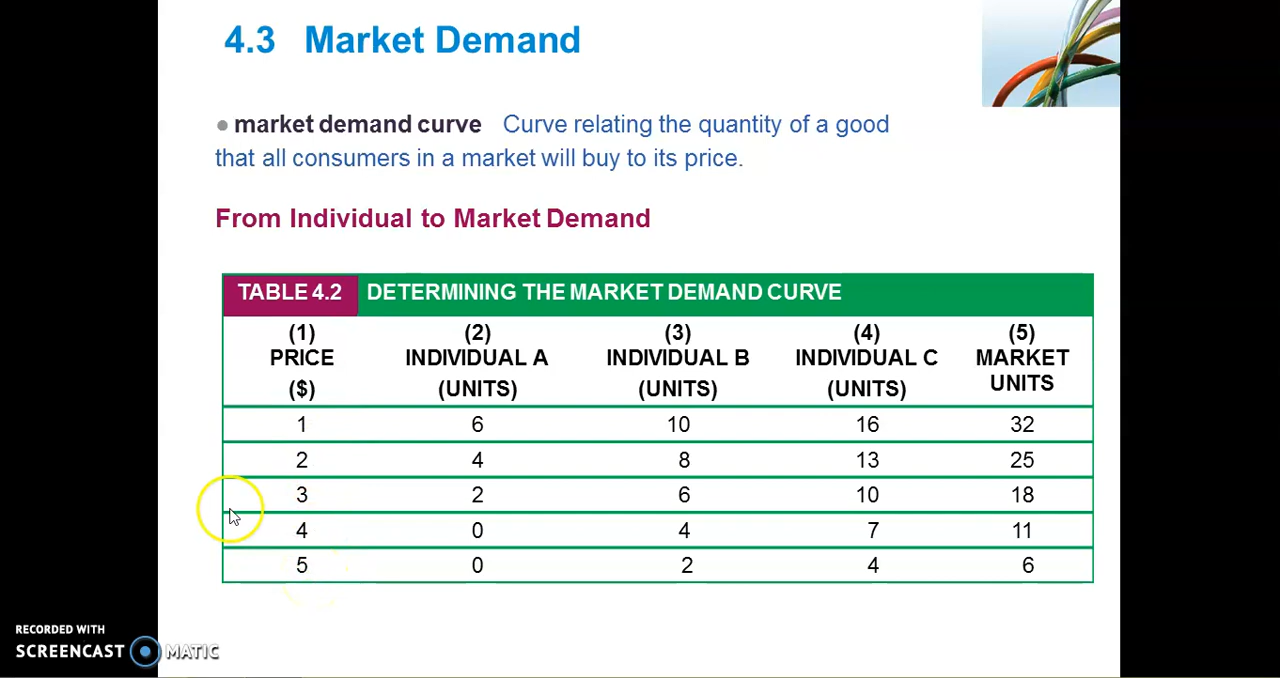 4.3 Market Demand
● market demand curve Curve relating the quantity of a good
that all consumers in a market will buy to its price.
From Individual to Market Demand
TABLE 4.2 DETERMINING THE MARKET DEMAND CURVE
(1) (2) (3) (4) (5)
PRICE INDIVIDUAL A INDIVIDUAL B INDIVIDUAL C MARKET
($) (UNITS) (UNITS) (UNITS) UNITS
1 6 10 16 32
2 4 8 13 25
3 2 6 10 18
4 0 4 7 11
5 0 2 4 6
RECORDED WITH
SCREENCAST MATIC